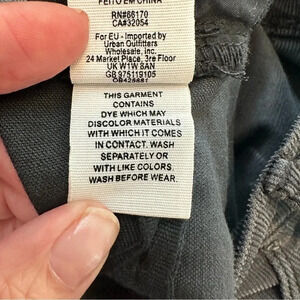 FEITO EM CHINA
RN#66170
CA#32054
For EU - Imported by
Urban Outfitters
Wholesale, Inc.
24 Market Place, 3rd Floor
UK W1W 8AN
GB 975119105
THIS GARMENT
CONTAINS
DYE WHICH MAY
DISCOLOR MATERIALS
WITH WHICH IT COMES
IN CONTACT. WASH
SEPARATELY OR
WITH LIKE COLORS.
WASH BEFORE WEAR.